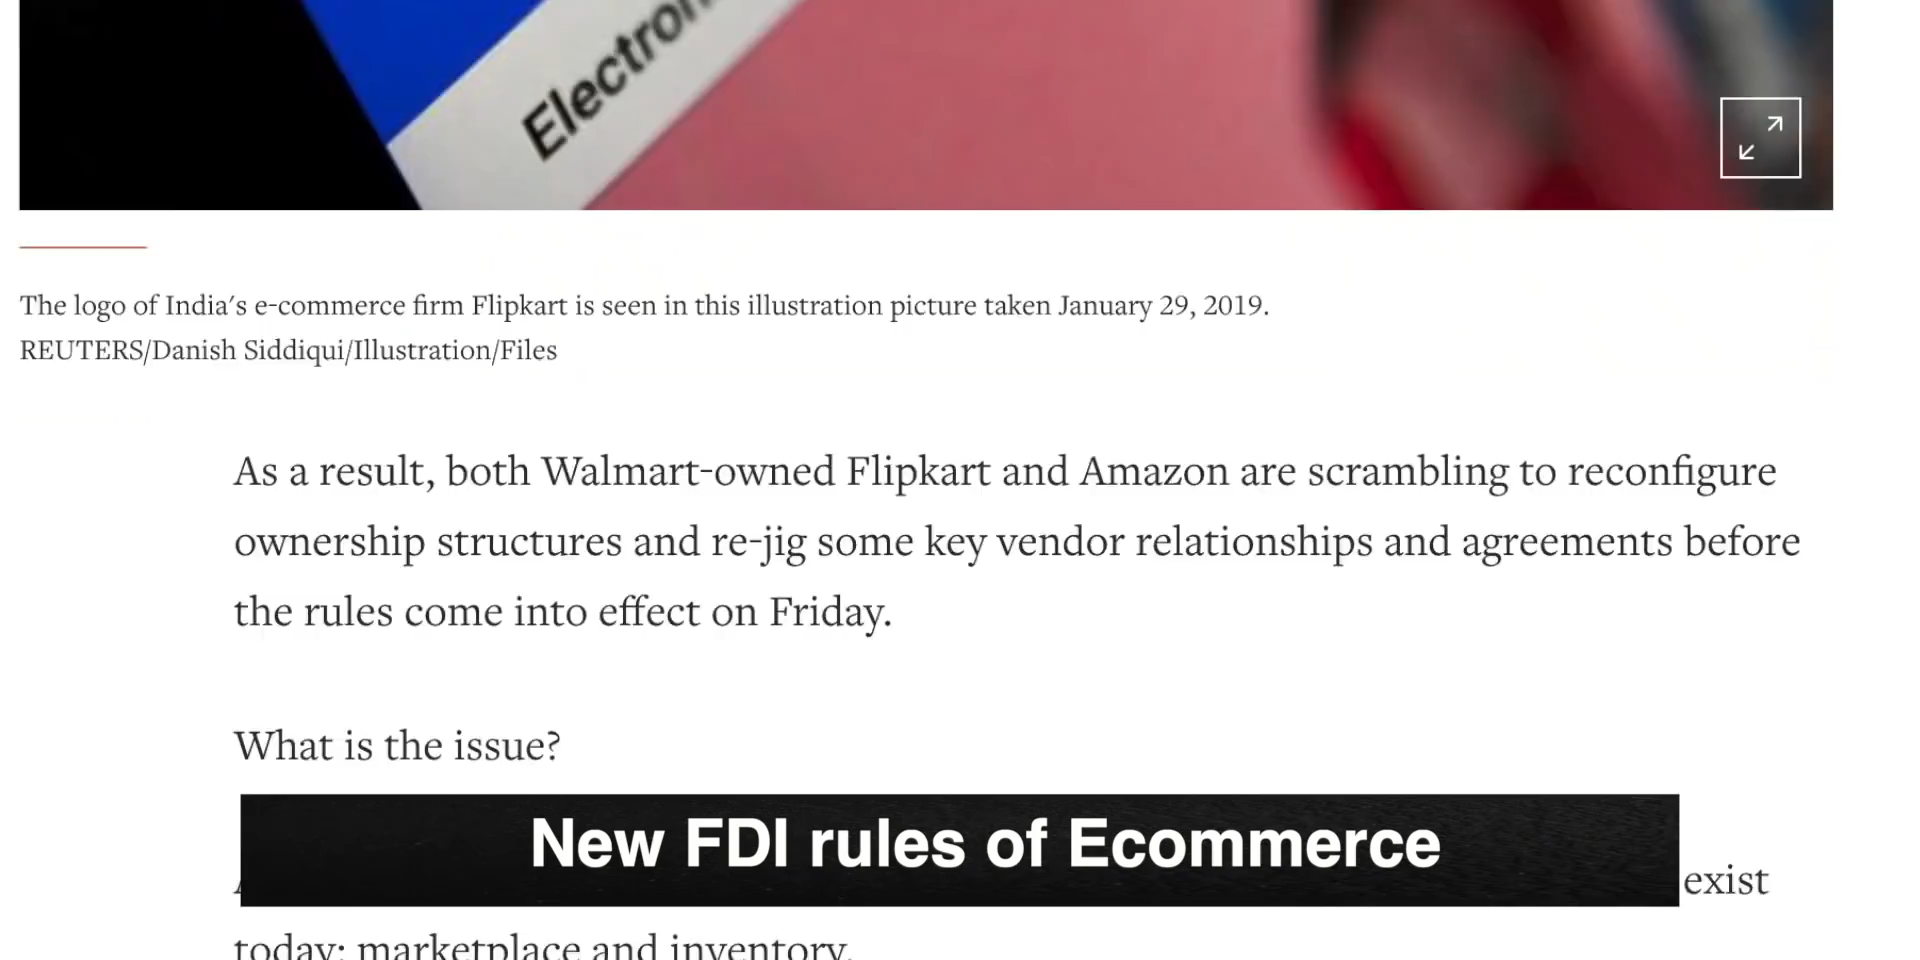 Electron
The logo of India's e-commerce firm Flipkart is seen in this illustration picture taken January 29, 2019.
REUTERS/Danish Siddiqui/Illustration/Files
As a result, both Walmart-owned Flipkart and Amazon are scrambling to reconfigure
ownership structures and re-jig some key vendor relationships and agreements before
the rules come into effect on Friday.
What is the issue?
New FDI rules of Ecommerce
exist
today: marketplace and inventory.